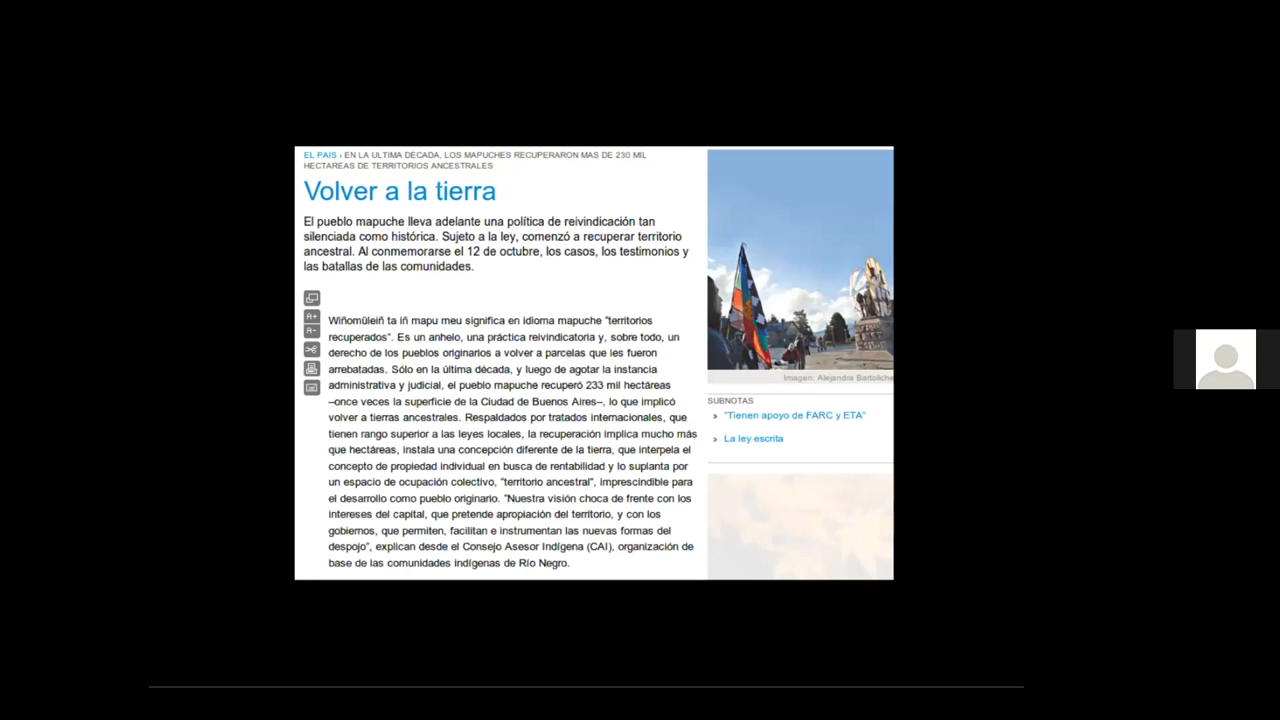 EL PAIS › EN LA ULTIMA DECADA, LOS MAPUCHES RECUPERARON MAS DE 230 MIL
HECTAREAS DE TERRITORIOS ANCESTRALES
Volver a la tierra
El pueblo mapuche lleva adelante una política de reivindicación tan
silenciada como histórica. Sujeto a la ley, comenzó a recuperar territorio
ancestral. Al conmemorarse el 12 de octubre, los casos, los testimonios y
las batallas de las comunidades.
A+
A-
Wiñomüleiñ ta iñ mapu meu significa en idioma mapuche "territorios
recuperados". Es un anhelo, una práctica reivindicatoria y, sobre todo, un
derecho de los pueblos originarios a volver a parcelas que les fueron
arrebatadas. Sólo en la última década, y luego de agotar la instancia
administrativa y judicial, el pueblo mapuche recuperó 233 mil hectáreas
–once veces la superficie de la Ciudad de Buenos Aires–, lo que implicó
volver a tierras ancestrales. Respaldados por tratados internacionales, que
tienen rango superior a las leyes locales, la recuperación implica mucho más
que hectáreas, instala una concepción diferente de la tierra, que interpela el
concepto de propiedad individual en busca de rentabilidad y lo suplanta por
un espacio de ocupación colectivo, "territorio ancestral", imprescindible para
el desarrollo como pueblo originario. "Nuestra visión choca de frente con los
intereses del capital, que pretende apropiación del territorio, y con los
gobiernos, que permiten, facilitan e instrumentan las nuevas formas del
despojo", explican desde el Consejo Asesor Indígena (CAI), organización de
base de las comunidades indígenas de Río Negro.
Imagen: Alejandra Bartoliche
SUBNOTAS
» "Tienen apoyo de FARC y ETA"
» La ley escrita